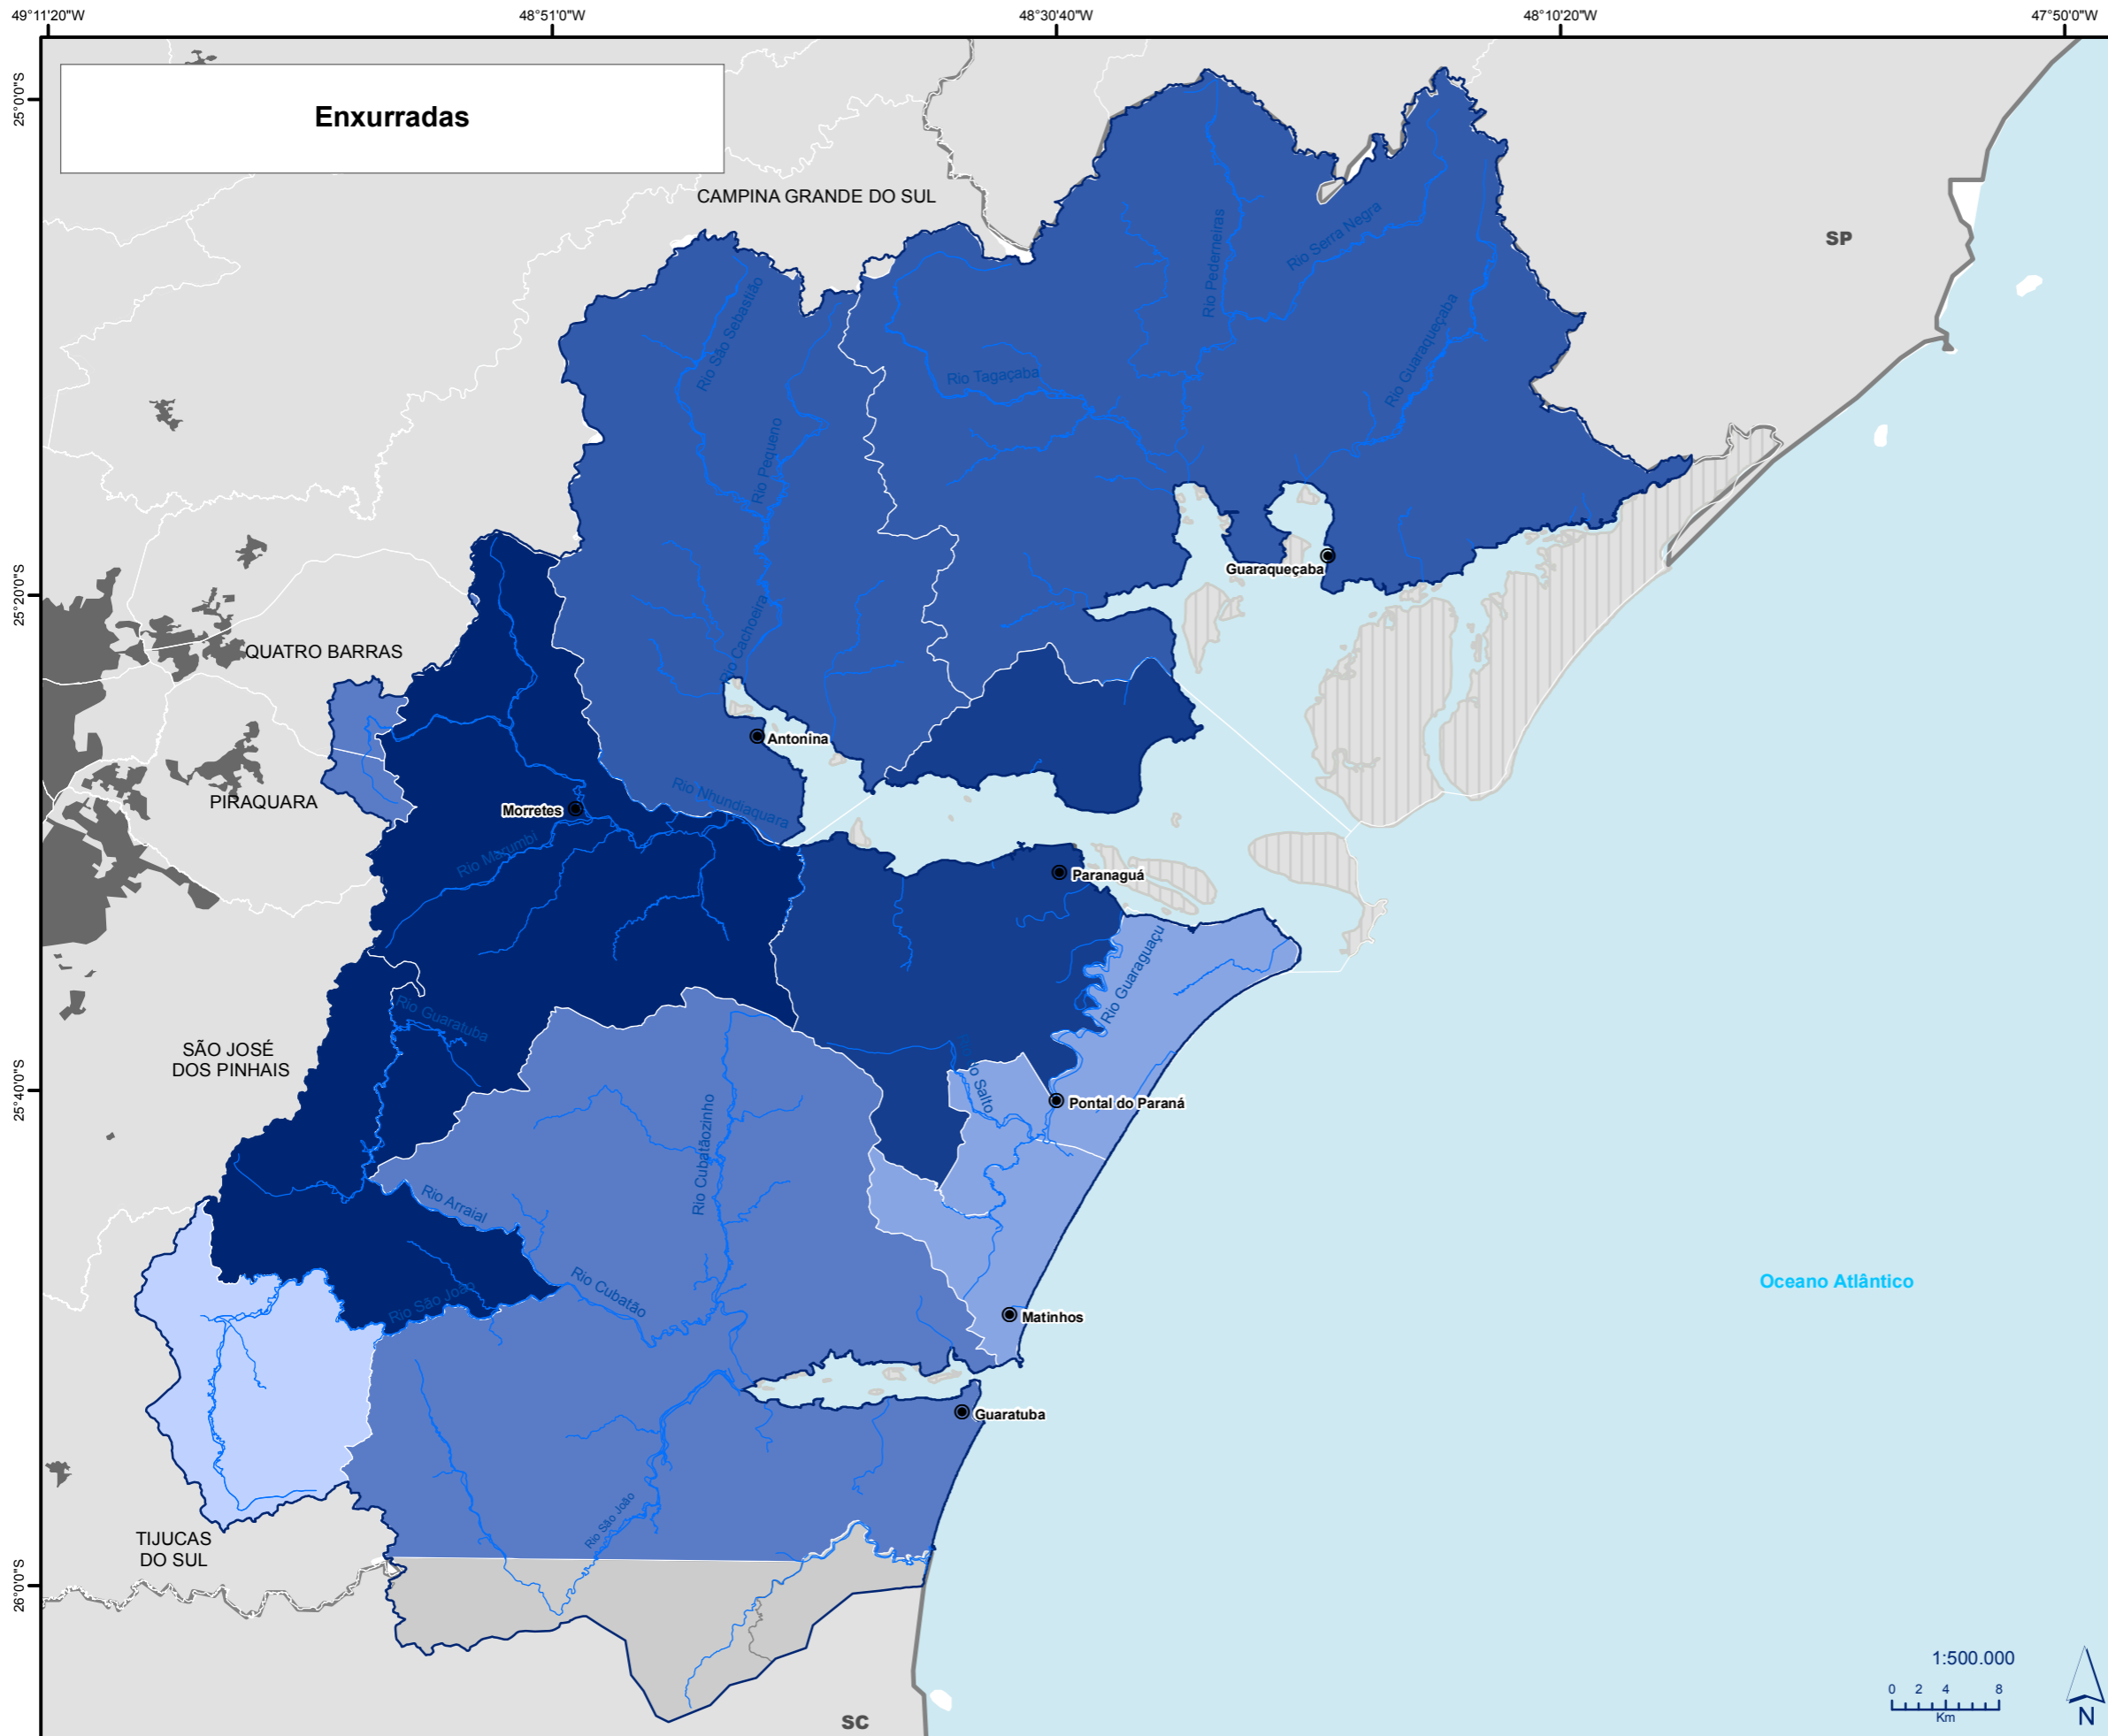 49°11'20"W
48°51'0"W
48°30'40"W
48°10'20"W
47°50'0"W
25°0'0"S
Enxurradas
CAMPINA GRANDE DO SUL
SP
Rio Pederneiras
Rio Serra Negra
Rio São Sebastião
Rio Guaraqueçaba
Rio Tagaçaba
Rio Pequeno
Guaraqueçaba
25°20'0"S
QUATRO BARRAS
Rio Cachoeira
Antonina
PIRAQUARA
Rio Nhundiaquara
Morretes
Rio Marumbi
Paranaguá
Rio Guaraguaçu
Rio Guaratuba
SÃO JOSÉ
DOS PINHAIS
25°40'0"S
Salto
Pontal do Paraná
Rio Cubatãozinho
Rio Arraial
Rio Cubatão
Rio São João
Oceano Atlântico
Matinhos
Guaratuba
Rio São João
TIJUCAS
DO SUL
26°0'0"S
1:500.000
0 2 4 8
Km
N
SC